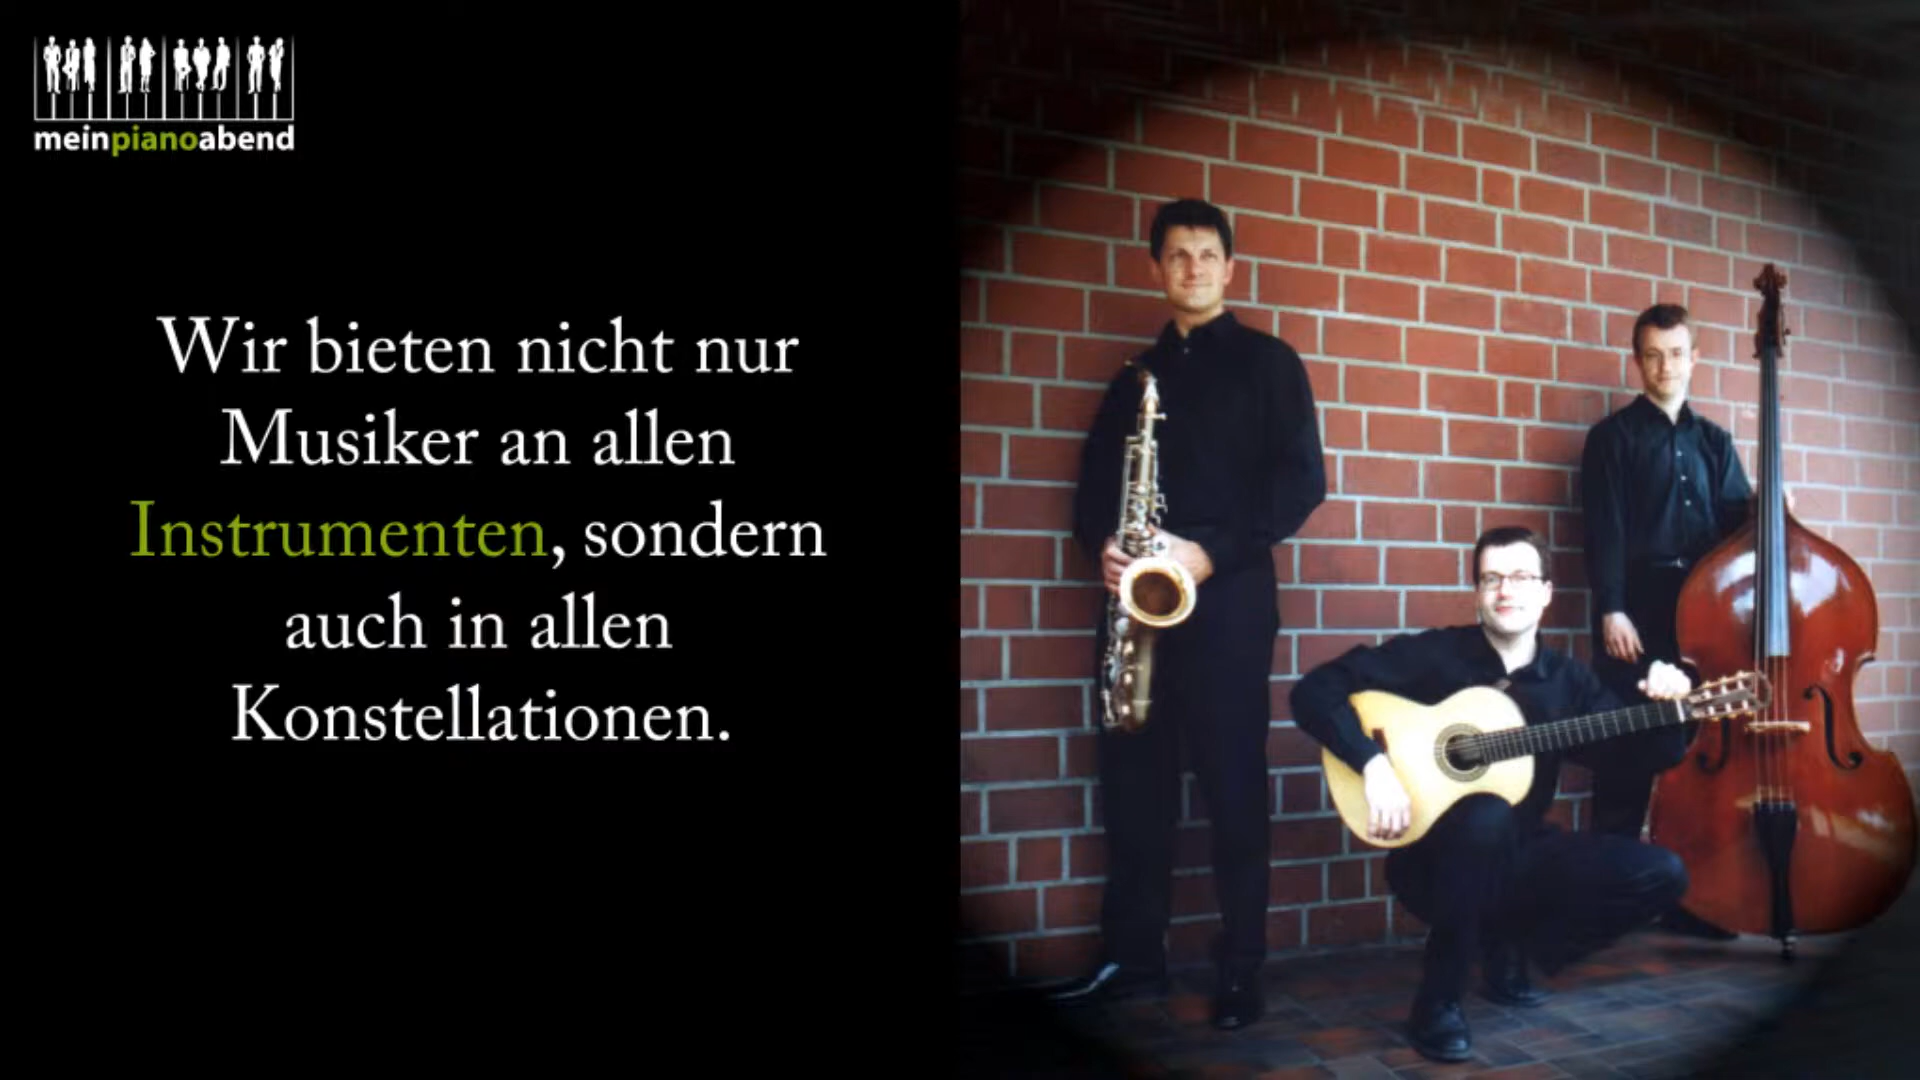 meinpianoabend
Wir bieten nicht nur
Musiker an allen
Instrumenten, sondern
auch in allen
Konstellationen.